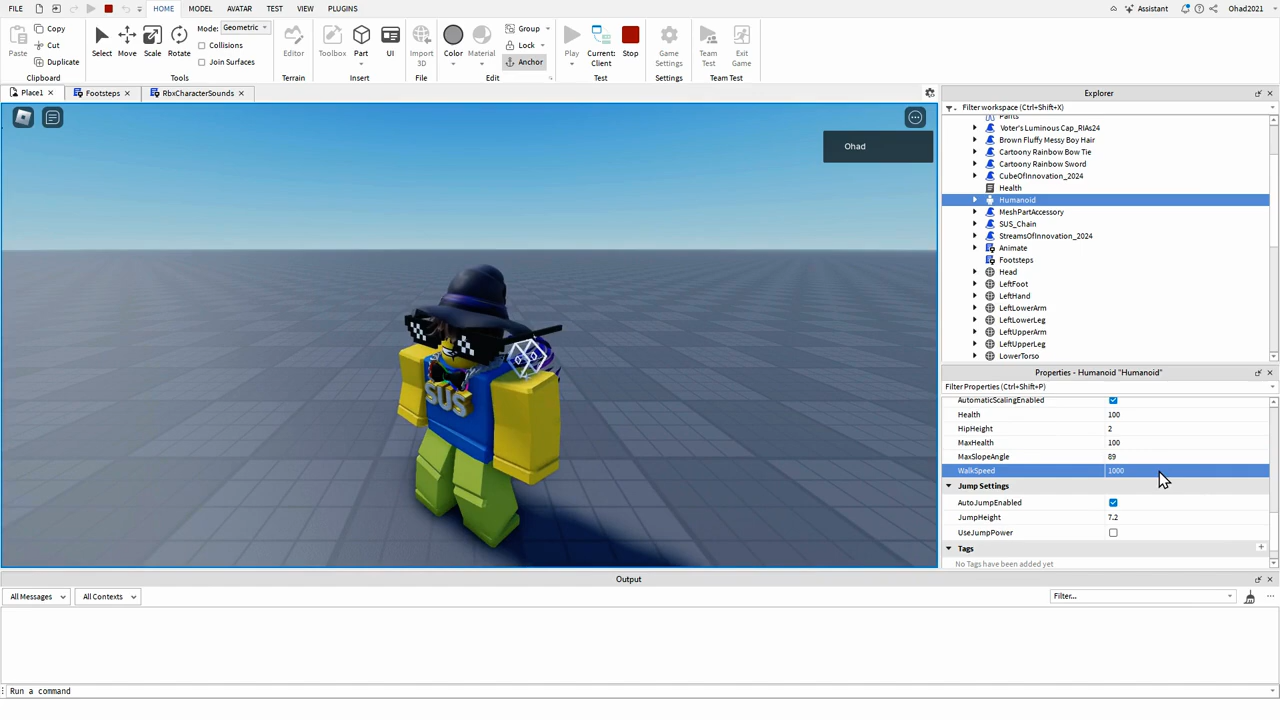 FILE HOME MODEL AVATAR TEST VIEW PLUGINS Assistant Ohad2021
Paste Copy Cut Duplicate Clipboard
Select Move Scale Rotate Mode: Geometric Collisions Join Surfaces Tools
Editor Terrain
Toolbox Part UI Insert
Import 3D File
Color Material Group Lock Anchor Edit
Play Current: Client Stop Test
Game Settings Settings
Team Test Exit Game Team Test
Place1 Footsteps RbxCharacterSounds
Ohad
SUS
Explorer
Filter workspace (Ctrl+Shift+X)
Pants
Voter's Luminous Cap_RIAs24
Brown Fluffy Messy Boy Hair
Cartoony Rainbow Bow Tie
Cartoony Rainbow Sword
CubeOfInnovation_2024
Health
Humanoid
MeshPartAccessory
SUS_Chain
StreamsOfInnovation_2024
Animate
Footsteps
Head
LeftFoot
LeftHand
LeftLowerArm
LeftLowerLeg
LeftUpperArm
LeftUpperLeg
LowerTorso
Properties - Humanoid "Humanoid"
Filter Properties (Ctrl+Shift+P)
AutomaticScalingEnabled
Health 100
HipHeight 2
MaxHealth 100
MaxSlopeAngle 89
WalkSpeed 1000
Jump Settings
AutoJumpEnabled
JumpHeight 7.2
UseJumpPower
Tags
No Tags have been added yet
Output
All Messages All Contexts Filter...
Run a command